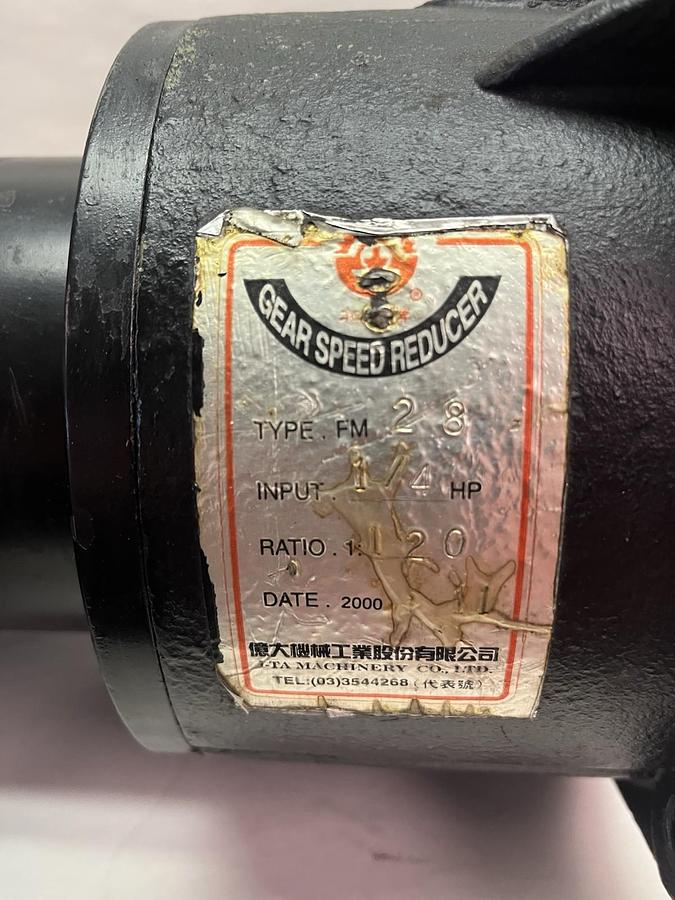 ®
GEAR SPEED REDUCER
TYPE . FM 28
INPUT . 1/4 HP
RATIO . 1: 120
DATE . 2000
億大機械工業股份有限公司
I-TA MACHINERY CO., LTD.
TEL:(03)3544268 (代表號)